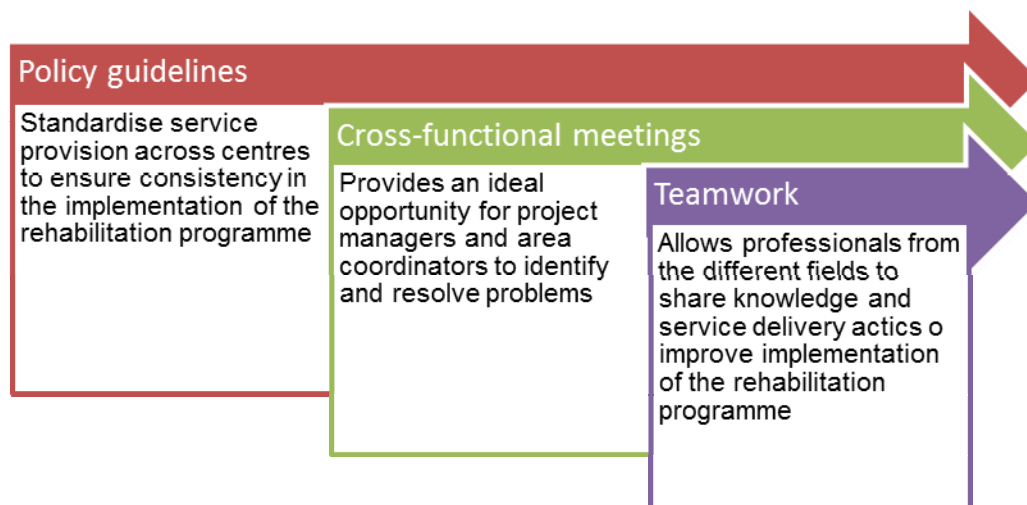 Policy guidelines
Standardise service
provision across centres
to ensure consistency in
the implementation of the
rehabilitation programme
Cross-functional meetings
Provides an ideal
opportunity for project
managers and area
coordinators to identify
and resolve problems
Teamwork
Allows professionals from
the different fields to
share knowledge and
service delivery actics o
improve implementation
of the rehabilitation
programme